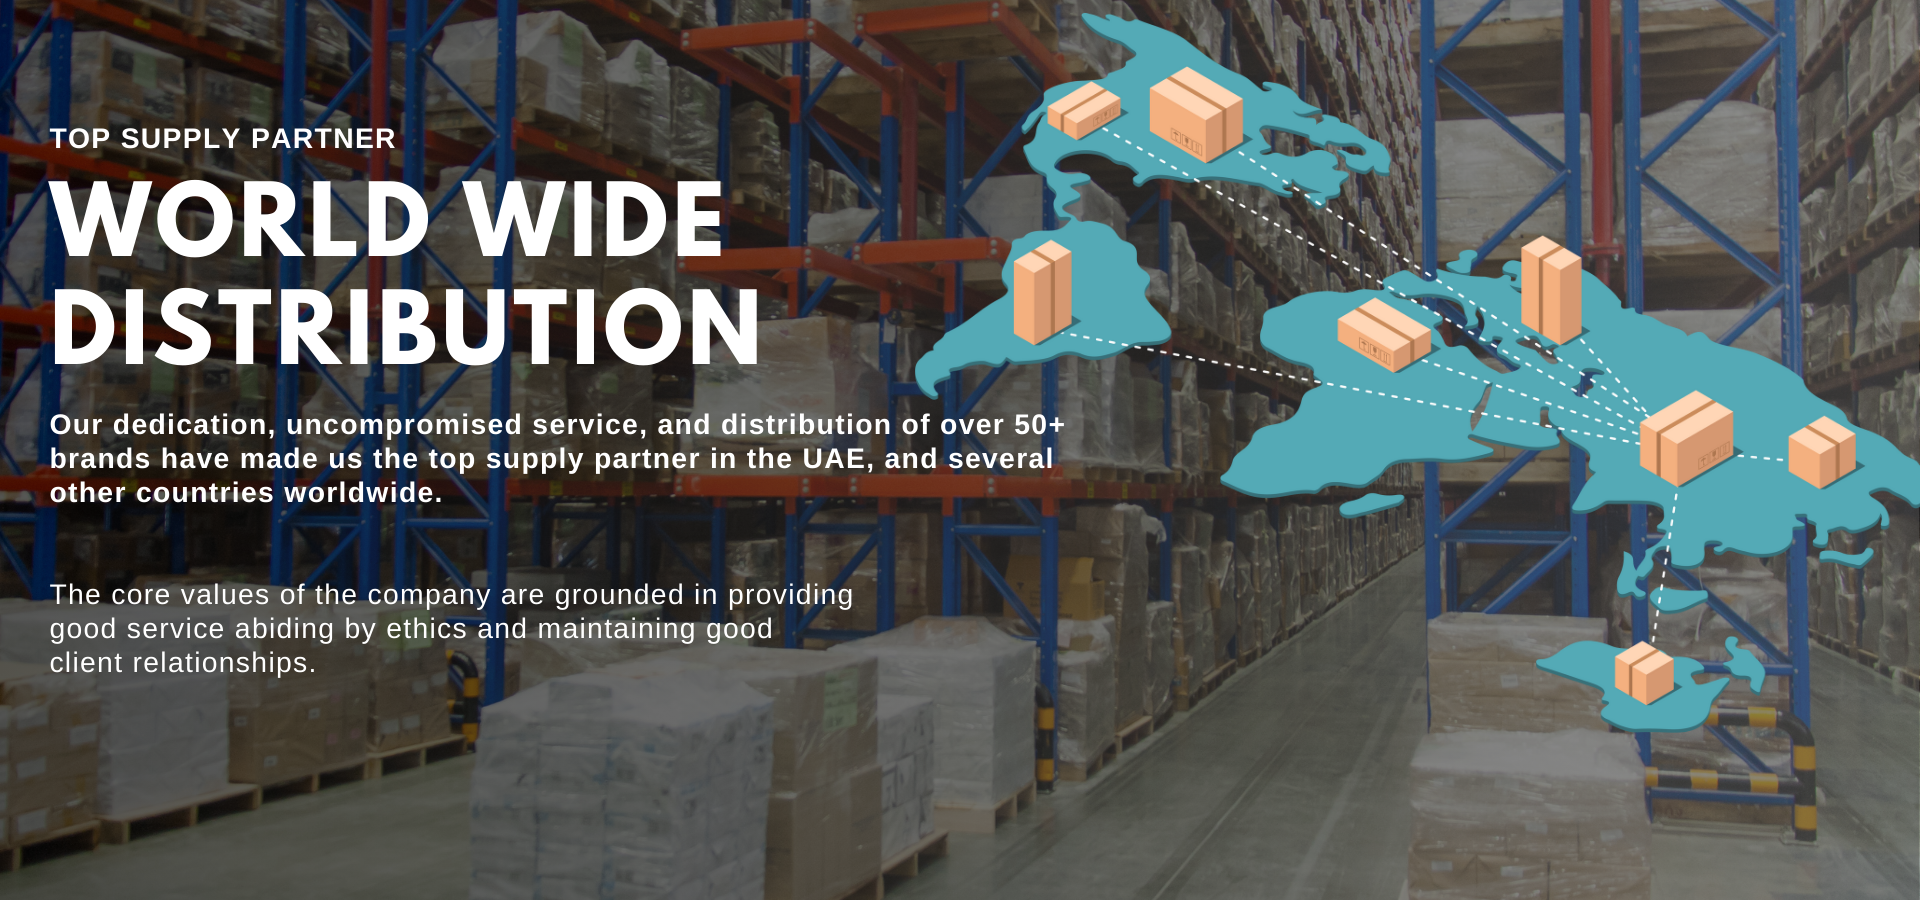 TOP SUPPLY PARTNER
WORLD WIDE
DISTRIBUTION
Our dedication, uncompromised service, and distribution of over 50+
brands have made us the top supply partner in the UAE, and several
other countries worldwide.
The core values of the company are grounded in providing
good service abiding by ethics and maintaining good
client relationships.